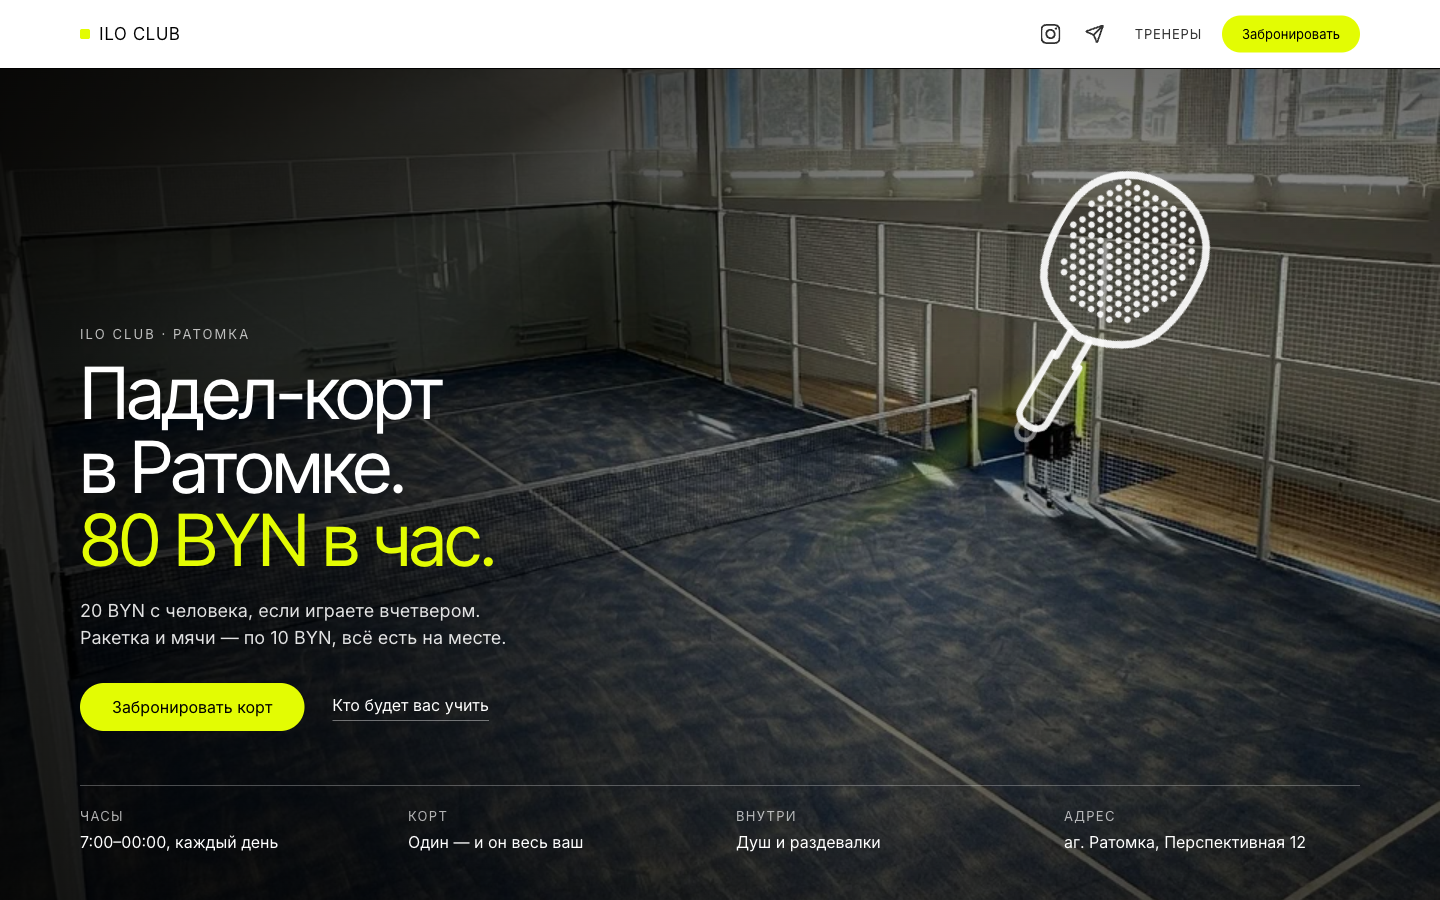 ILO CLUB
ТРЕНЕРЫ
Забронировать
ILO CLUB · РАТОМКА
Падел-корт
в Ратомке.
80 BYN в час.
20 BYN с человека, если играете вчетвером.
Ракетка и мячи — по 10 BYN, всё есть на месте.
Забронировать корт
Кто будет вас учить
ЧАСЫ
7:00–00:00, каждый день
КОРТ
Один — и он весь ваш
ВНУТРИ
Душ и раздевалки
АДРЕС
аг. Ратомка, Перспективная 12